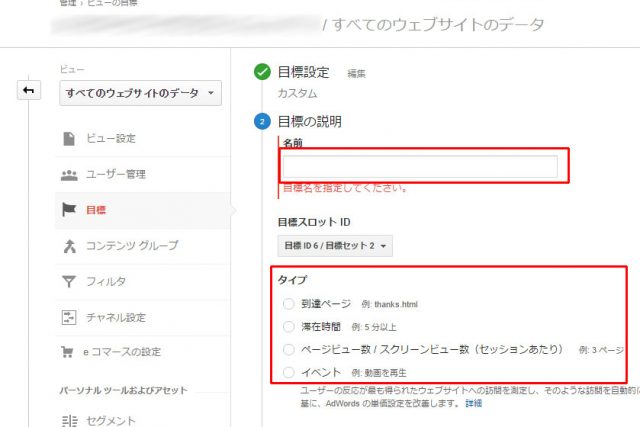 管理 › ビューの目標
/ すべてのウェブサイトのデータ
ビュー
すべてのウェブサイトのデータ
ビュー設定
ユーザー管理
目標
コンテンツ グループ
フィルタ
チャネル設定
e コマースの設定
パーソナル ツールおよびアセット
セグメント
目標設定 編集
カスタム
2 目標の説明
名前
目標名を指定してください。
目標スロット ID
目標 ID 6 / 目標セット 2
タイプ
到達ページ 例: thanks.html
滞在時間 例: 5 分以上
ページビュー数 / スクリーンビュー数（セッションあたり） 例: 3 ページ
イベント 例: 動画を再生
ユーザーの反応が最も得られたウェブサイトへの訪問を測定し、そのような訪問を自動的に
基に、AdWords の単価設定を改善します。 詳細